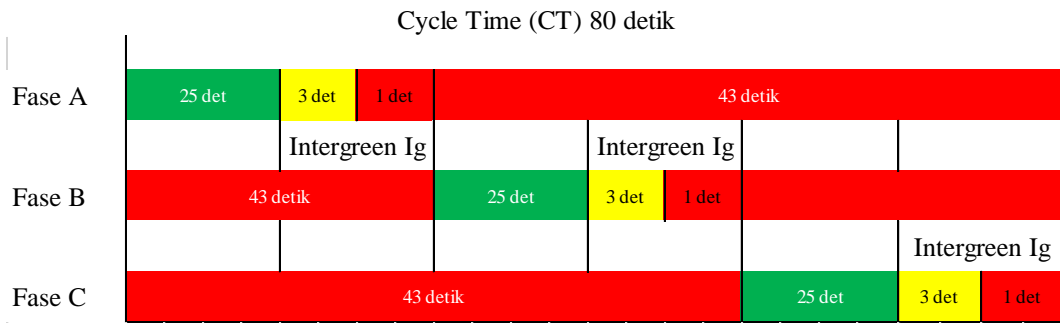 Cycle Time (CT) 80 detik
Fase A 25 det 3 det 1 det 43 detik
Intergreen Ig Intergreen Ig
Fase B 43 detik 25 det 3 det 1 det
Intergreen Ig
Fase C 43 detik 25 det 3 det 1 det